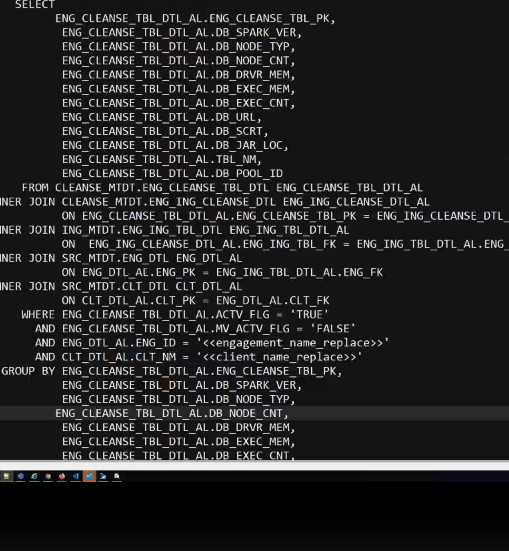 SELECT
ENG_CLEANSE_TBL_DTL_AL.ENG_CLEANSE_TBL_PK,
ENG_CLEANSE_TBL_DTL_AL.DB_SPARK_VER,
ENG_CLEANSE_TBL_DTL_AL.DB_NODE_TYP,
ENG_CLEANSE_TBL_DTL_AL.DB_NODE_CNT,
ENG_CLEANSE_TBL_DTL_AL.DB_DRVR_MEM,
ENG_CLEANSE_TBL_DTL_AL.DB_EXEC_MEM,
ENG_CLEANSE_TBL_DTL_AL.DB_EXEC_CNT,
ENG_CLEANSE_TBL_DTL_AL.DB_URL,
ENG_CLEANSE_TBL_DTL_AL.DB_SCRT,
ENG_CLEANSE_TBL_DTL_AL.DB_JAR_LOC,
ENG_CLEANSE_TBL_DTL_AL.TBL_NM,
ENG_CLEANSE_TBL_DTL_AL.DB_POOL_ID
FROM CLEANSE_MTDT.ENG_CLEANSE_TBL_DTL ENG_CLEANSE_TBL_DTL_AL
NNER JOIN CLEANSE_MTDT.ENG_ING_CLEANSE_DTL ENG_ING_CLEANSE_DTL_AL
ON ENG_CLEANSE_TBL_DTL_AL.ENG_CLEANSE_TBL_PK = ENG_ING_CLEANSE_DTL_
NNER JOIN ING_MTDT.ENG_ING_TBL_DTL ENG_ING_TBL_DTL_AL
ON ENG_ING_CLEANSE_DTL_AL.ENG_ING_TBL_FK = ENG_ING_TBL_DTL_AL.ENG_
NNER JOIN SRC_MTDT.ENG_DTL ENG_DTL_AL
ON ENG_DTL_AL.ENG_PK = ENG_ING_TBL_DTL_AL.ENG_FK
NNER JOIN SRC_MTDT.CLT_DTL CLT_DTL_AL
ON CLT_DTL_AL.CLT_PK = ENG_DTL_AL.CLT_FK
WHERE ENG_CLEANSE_TBL_DTL_AL.ACTV_FLG = 'TRUE'
AND ENG_CLEANSE_TBL_DTL_AL.MV_ACTV_FLG = 'FALSE'
AND ENG_DTL_AL.ENG_ID = '<<engagement_name_replace>>'
AND CLT_DTL_AL.CLT_NM = '<<client_name_replace>>'
GROUP BY ENG_CLEANSE_TBL_DTL_AL.ENG_CLEANSE_TBL_PK,
ENG_CLEANSE_TBL_DTL_AL.DB_SPARK_VER,
ENG_CLEANSE_TBL_DTL_AL.DB_NODE_TYP,
ENG_CLEANSE_TBL_DTL_AL.DB_NODE_CNT,
ENG_CLEANSE_TBL_DTL_AL.DB_DRVR_MEM,
ENG_CLEANSE_TBL_DTL_AL.DB_EXEC_MEM,
ENG_CLEANSE_TBL_DTL_AL.DB_EXEC_CNT,